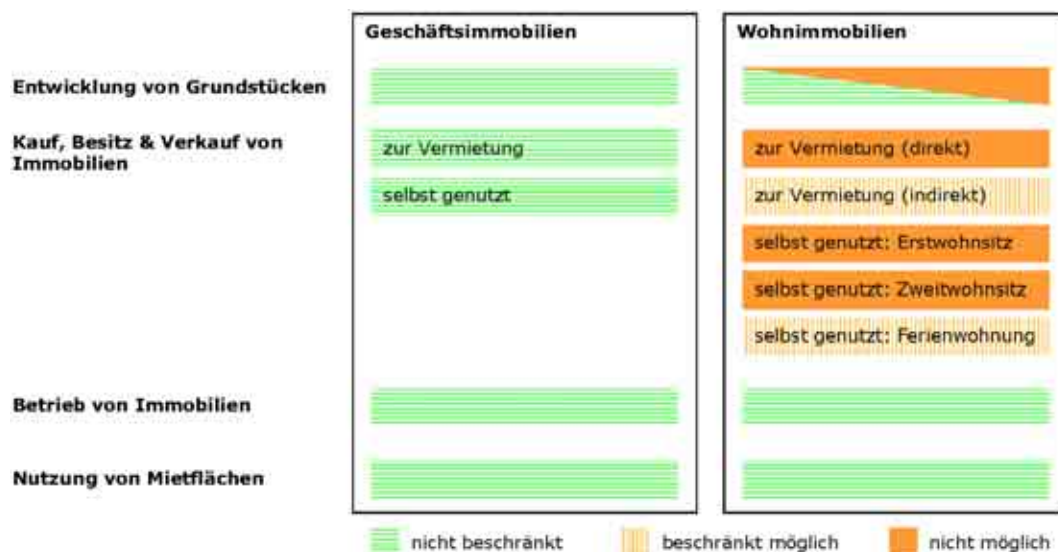 Geschäftsimmobilien
Wohnimmobilien
Entwicklung von Grundstücken
Kauf, Besitz & Verkauf von
Immobilien
zur Vermietung
selbst genutzt
zur Vermietung (direkt)
zur Vermietung (indirekt)
selbst genutzt: Erstwohnsitz
selbst genutzt: Zweitwohnsitz
selbst genutzt: Ferienwohnung
Betrieb von Immobilien
Nutzung von Mietflächen
nicht beschränkt
beschränkt möglich
nicht möglich